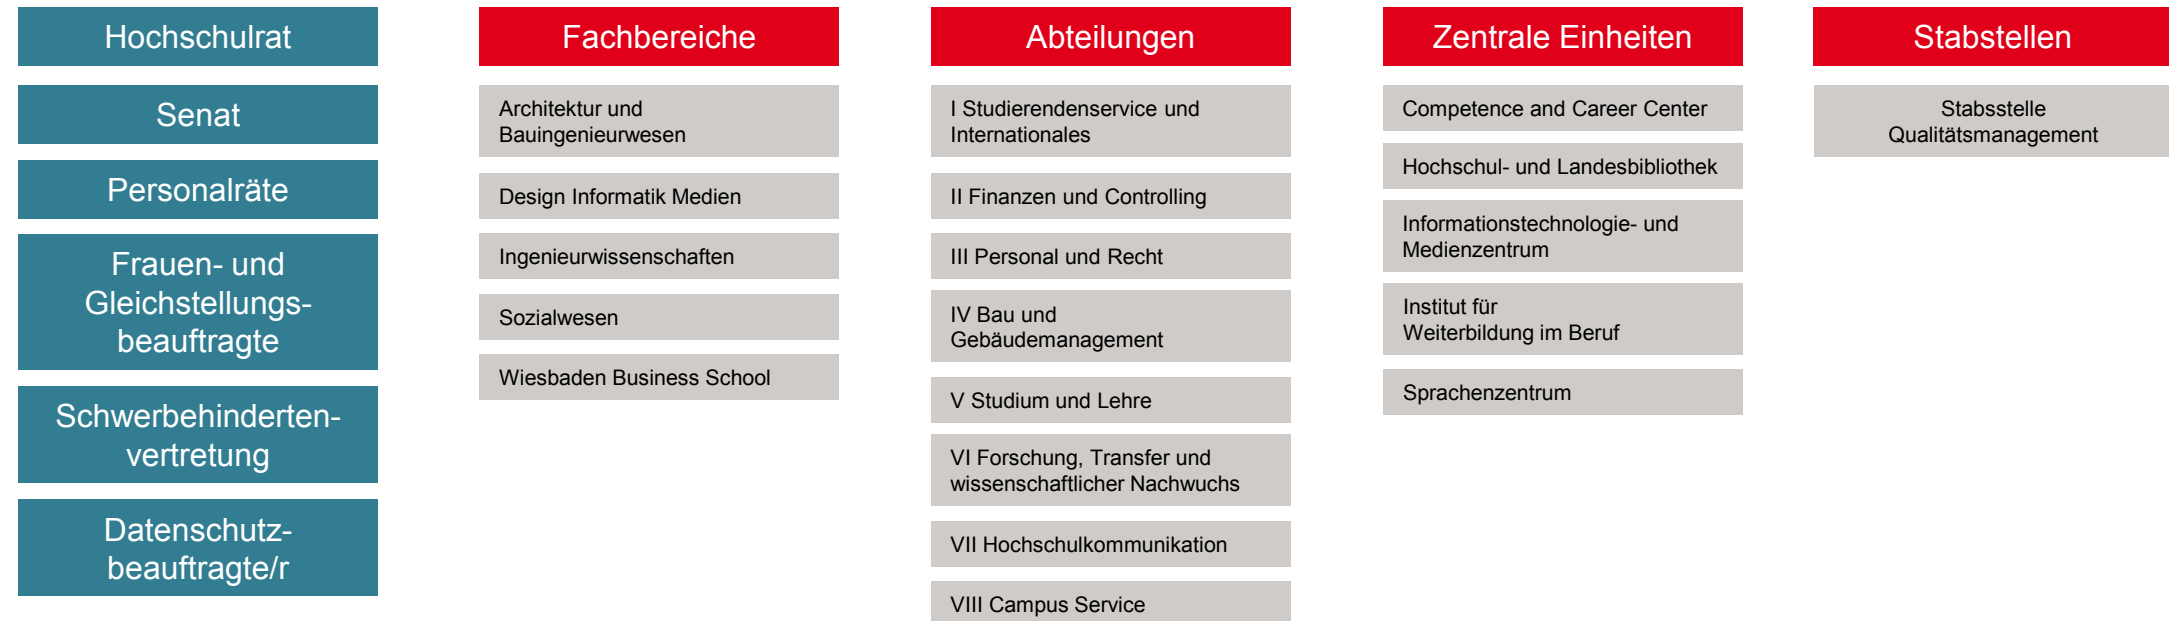 Hochschulrat
Senat
Personalräte
Frauen- und
Gleichstellungs-
beauftragte
Schwerbehinderten-
vertretung
Datenschutz-
beauftragte/r
Fachbereiche
Architektur und
Bauingenieurwesen
Design Informatik Medien
Ingenieurwissenschaften
Sozialwesen
Wiesbaden Business School
Abteilungen
I Studierendenservice und
Internationales
II Finanzen und Controlling
III Personal und Recht
IV Bau und
Gebäudemanagement
V Studium und Lehre
VI Forschung, Transfer und
wissenschaftlicher Nachwuchs
VII Hochschulkommunikation
VIII Campus Service
Zentrale Einheiten
Competence and Career Center
Hochschul- und Landesbibliothek
Informationstechnologie- und
Medienzentrum
Institut für
Weiterbildung im Beruf
Sprachenzentrum
Stabstellen
Stabsstelle
Qualitätsmanagement